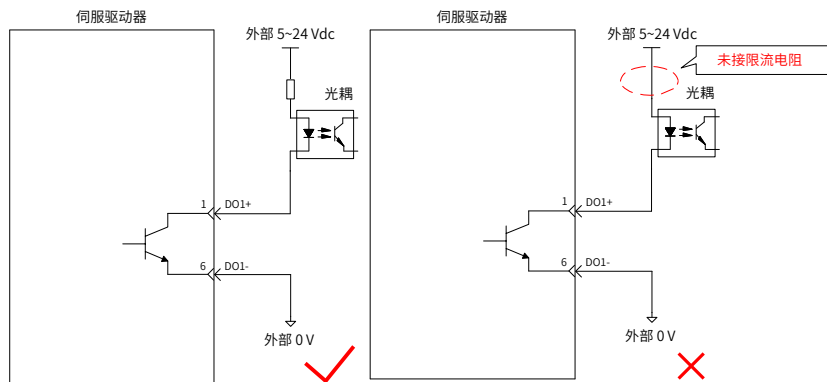 伺服驱动器
外部 5~24 Vdc
光耦
1
DO1+
6
DO1-
外部 0 V
伺服驱动器
外部 5~24 Vdc
未接限流电阻
光耦
1
DO1+
6
DO1-
外部 0 V